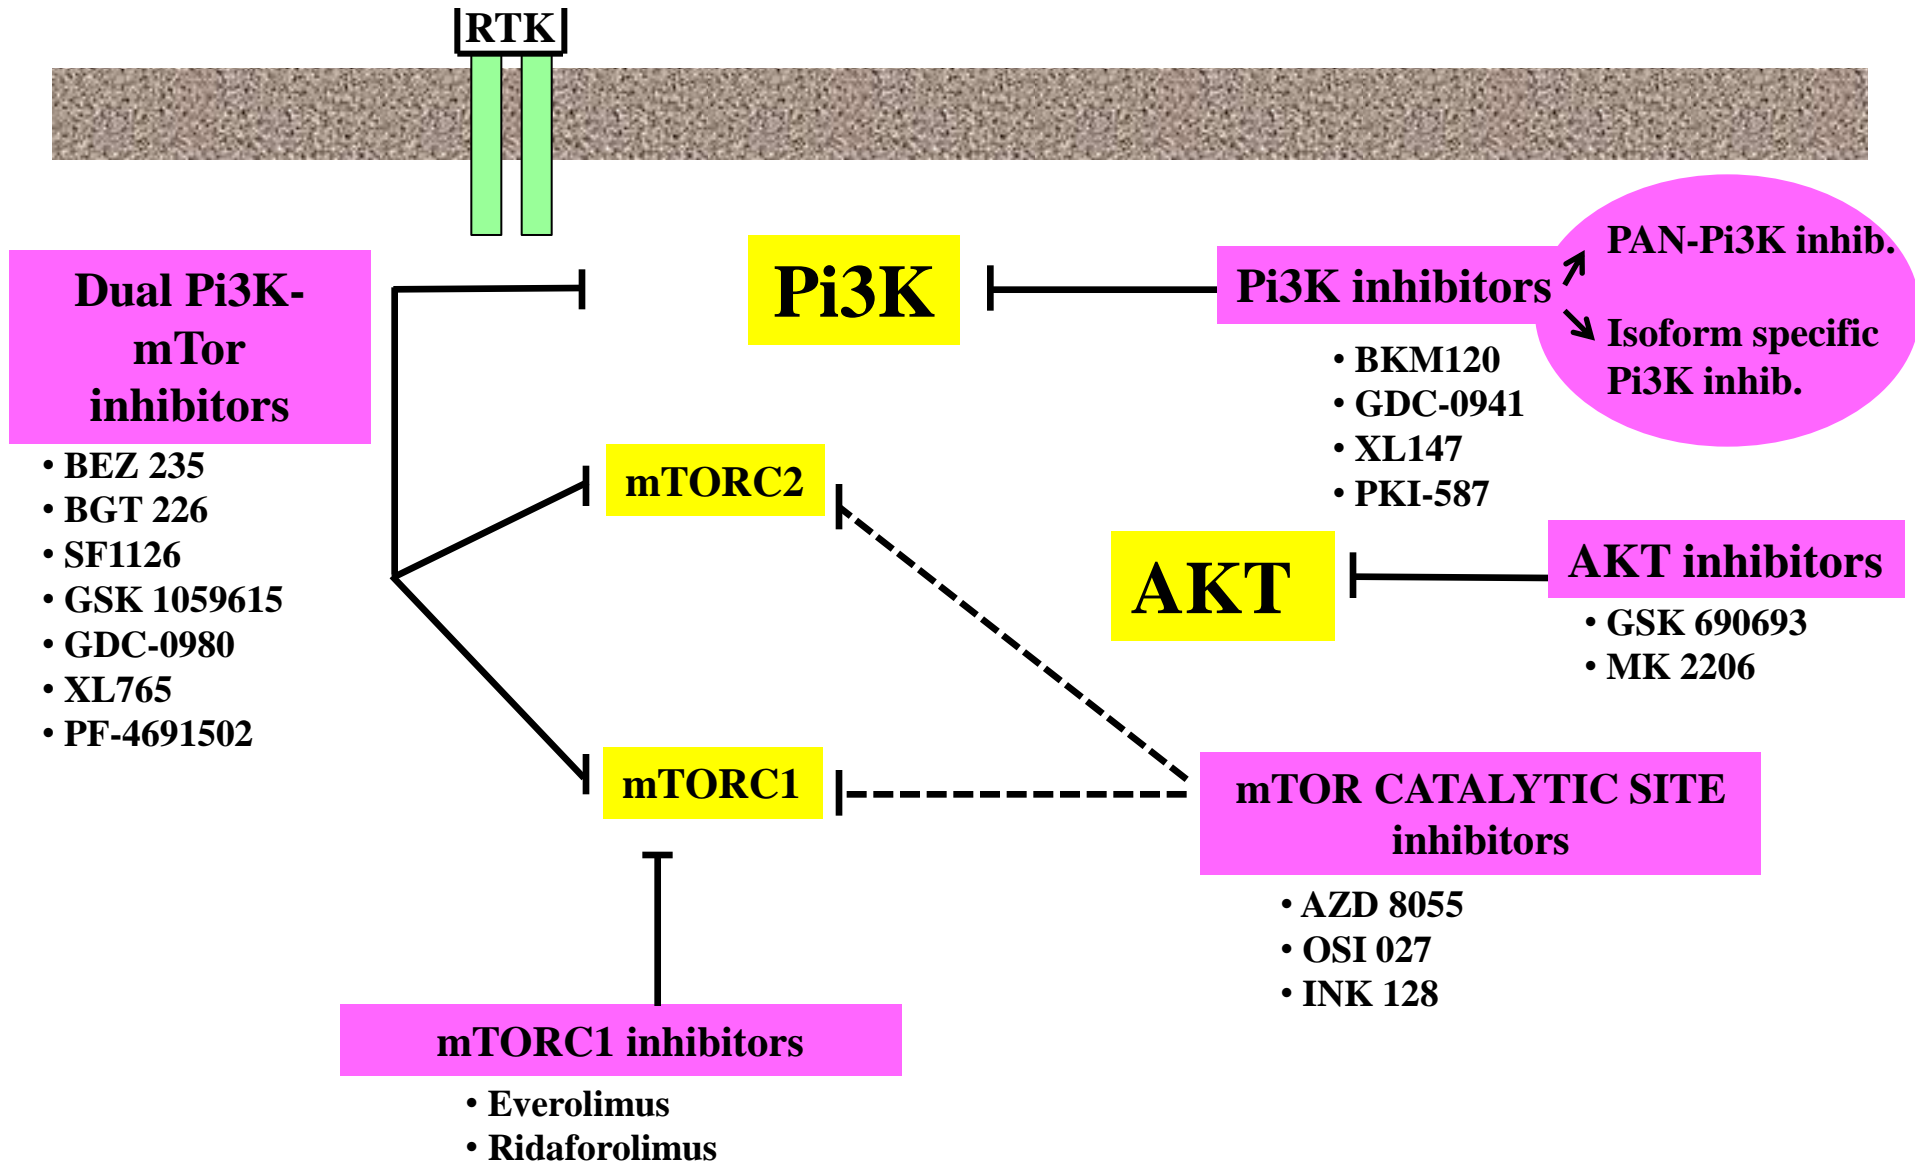 RTK
Dual Pi3K-
mTor
inhibitors
• BEZ 235
• BGT 226
• SF1126
• GSK 1059615
• GDC-0980
• XL765
• PF-4691502
Pi3K
Pi3K inhibitors
PAN-Pi3K inhib.
Isoform specific
Pi3K inhib.
• BKM120
• GDC-0941
• XL147
• PKI-587
mTORC2
AKT
AKT inhibitors
• GSK 690693
• MK 2206
mTORC1
mTOR CATALYTIC SITE
inhibitors
• AZD 8055
• OSI 027
• INK 128
mTORC1 inhibitors
• Everolimus
• Ridaforolimus